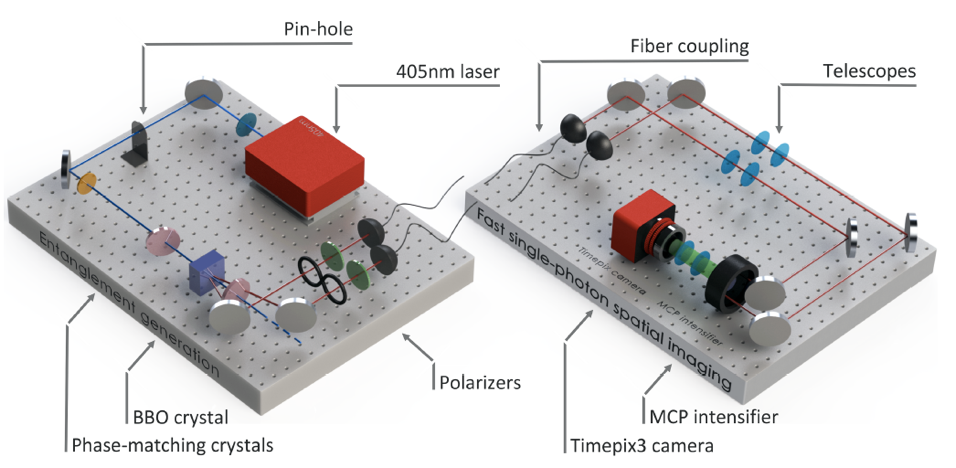 Pin-hole
405nm laser
Fiber coupling
Telescopes
Entanglement generation
Fast single-photon spatial imaging
Timepix camera
MCP intensifier
Polarizers
BBO crystal
Phase-matching crystals
MCP intensifier
Timepix3 camera